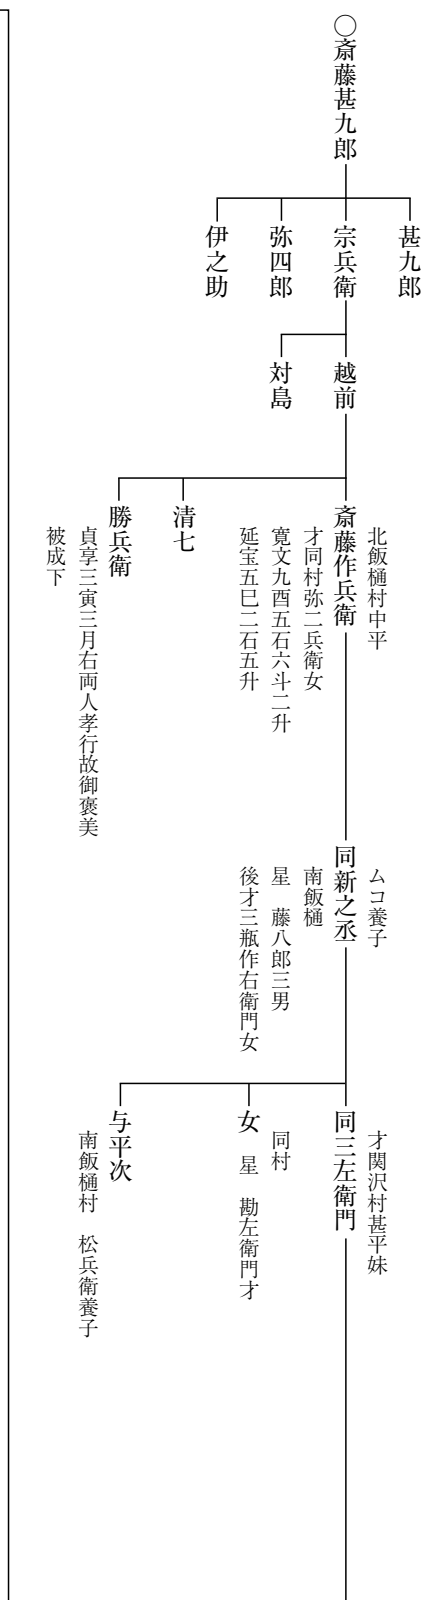 ○斎藤甚九郎
甚九郎
宗兵衛
弥四郎
伊之助
越前
対島
北飯樋村中平
斎藤作兵衛
才同村弥二兵衛女
寛文九酉五石六斗二升
延宝五巳二石五升
清七
勝兵衛
貞享三寅三月右両人孝行故御褒美
被成下
ムコ養子
同新之丞
南飯樋
星　藤八郎三男
後才三瓶作右衛門女
才関沢村甚平妹
同三左衛門
同村
女　星　勘左衛門才
与平次
南飯樋村　松兵衛養子